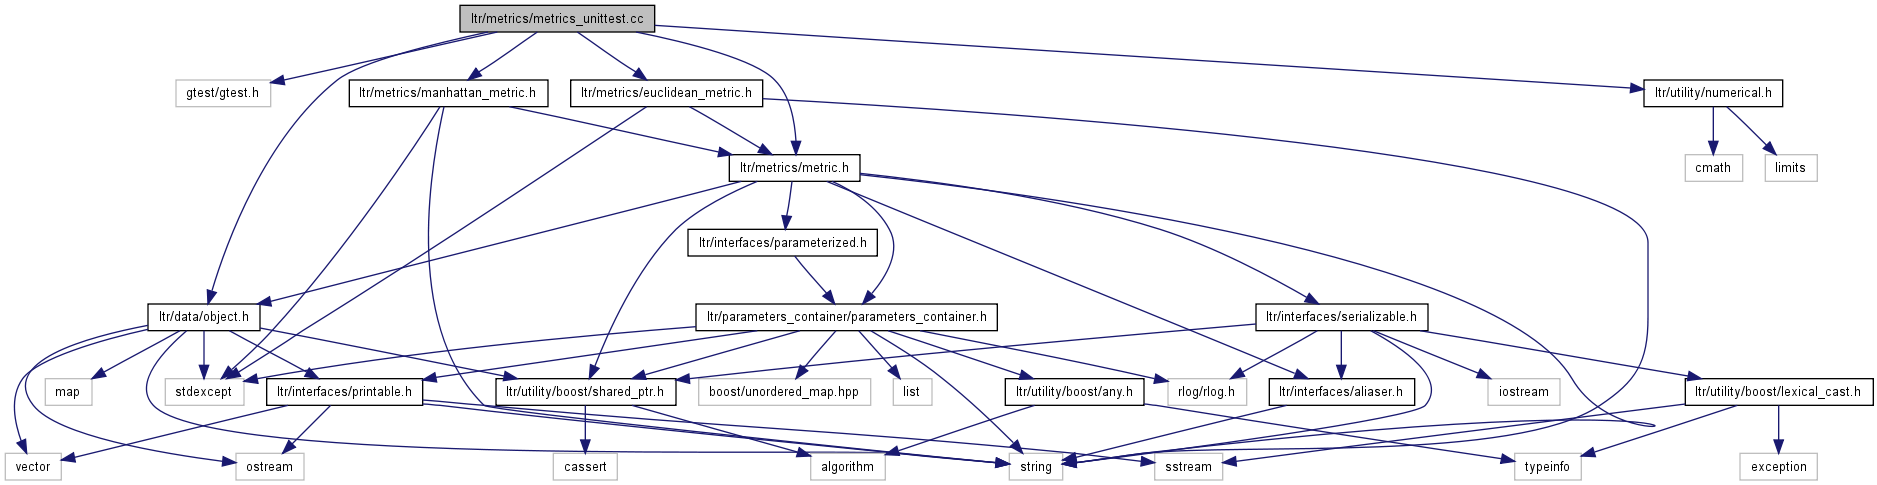 ltr/metrics/metrics_unittest.cc
gtest/gtest.h
ltr/metrics/manhattan_metric.h
ltr/metrics/euclidean_metric.h
ltr/utility/numerical.h
ltr/metrics/metric.h
cmath
limits
ltr/interfaces/parameterized.h
ltr/data/object.h
ltr/parameters_container/parameters_container.h
ltr/interfaces/serializable.h
map
stdexcept
ltr/interfaces/printable.h
ltr/utility/boost/shared_ptr.h
boost/unordered_map.hpp
list
ltr/utility/boost/any.h
rlog/rlog.h
ltr/interfaces/aliaser.h
iostream
ltr/utility/boost/lexical_cast.h
vector
ostream
cassert
algorithm
string
sstream
typeinfo
exception